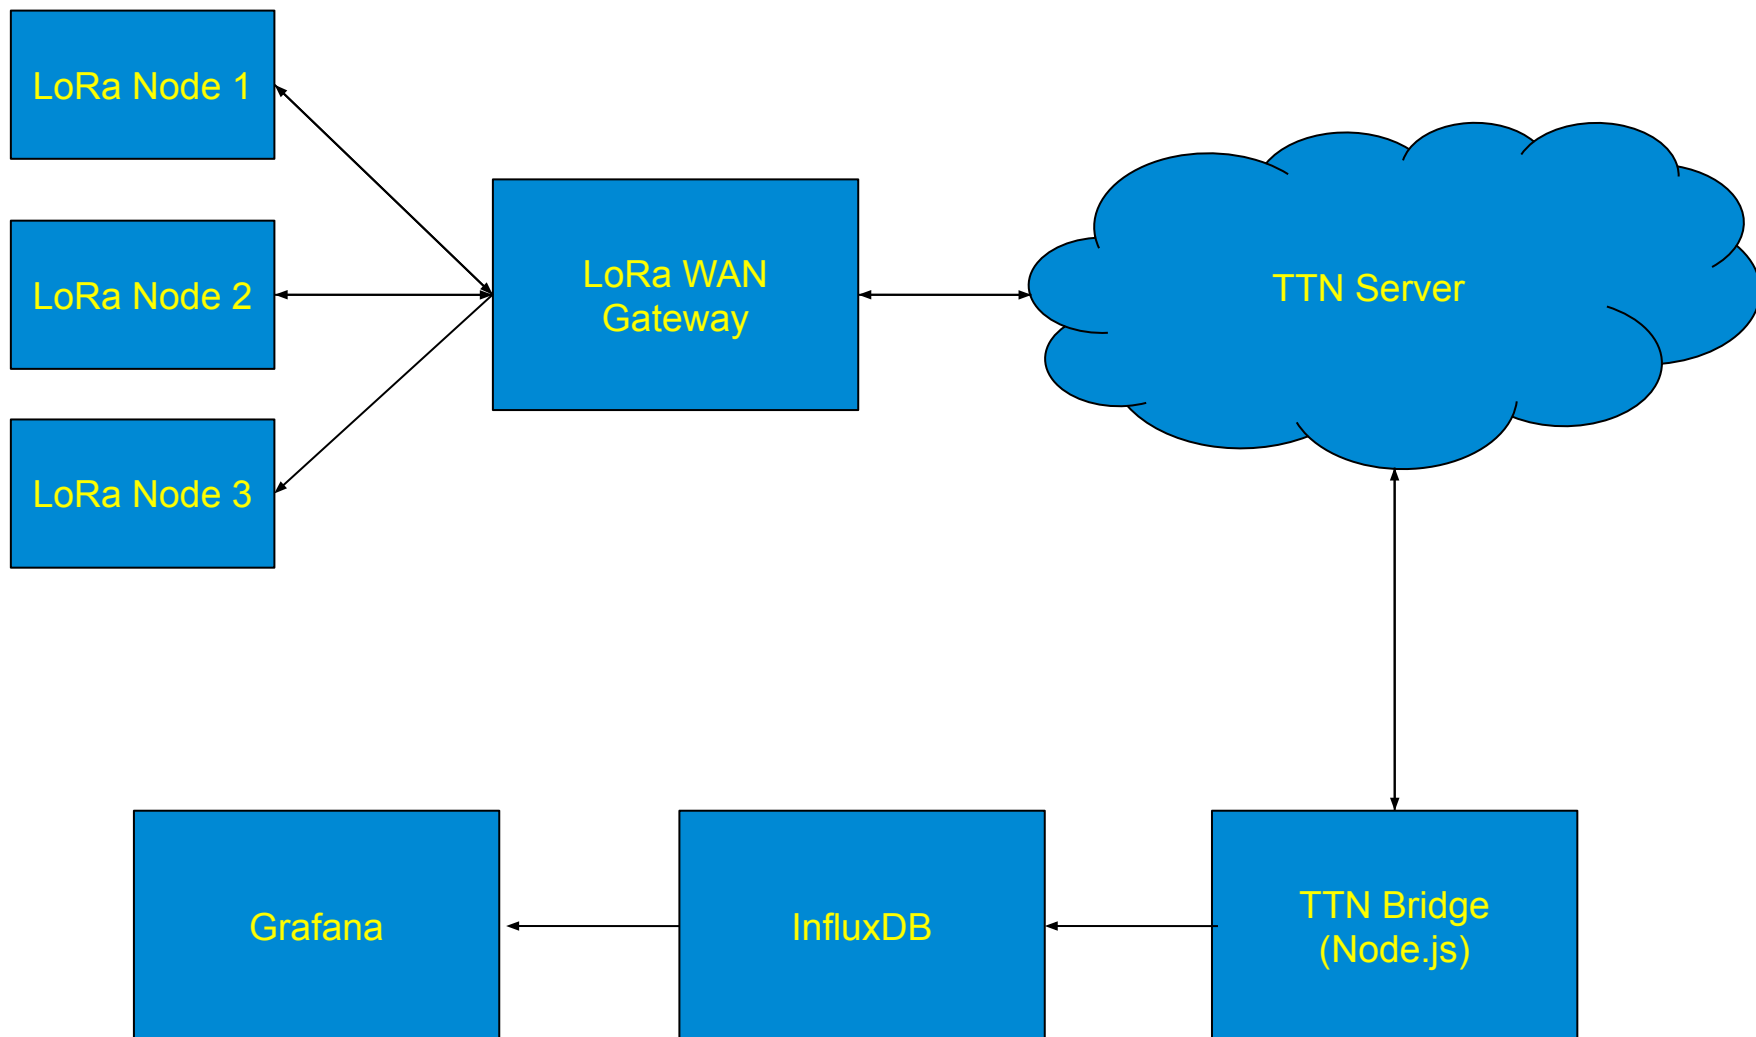 LoRa Node 1
LoRa Node 2
LoRa Node 3
LoRa WAN
Gateway
TTN Server
Grafana
InfluxDB
TTN Bridge
(Node.js)